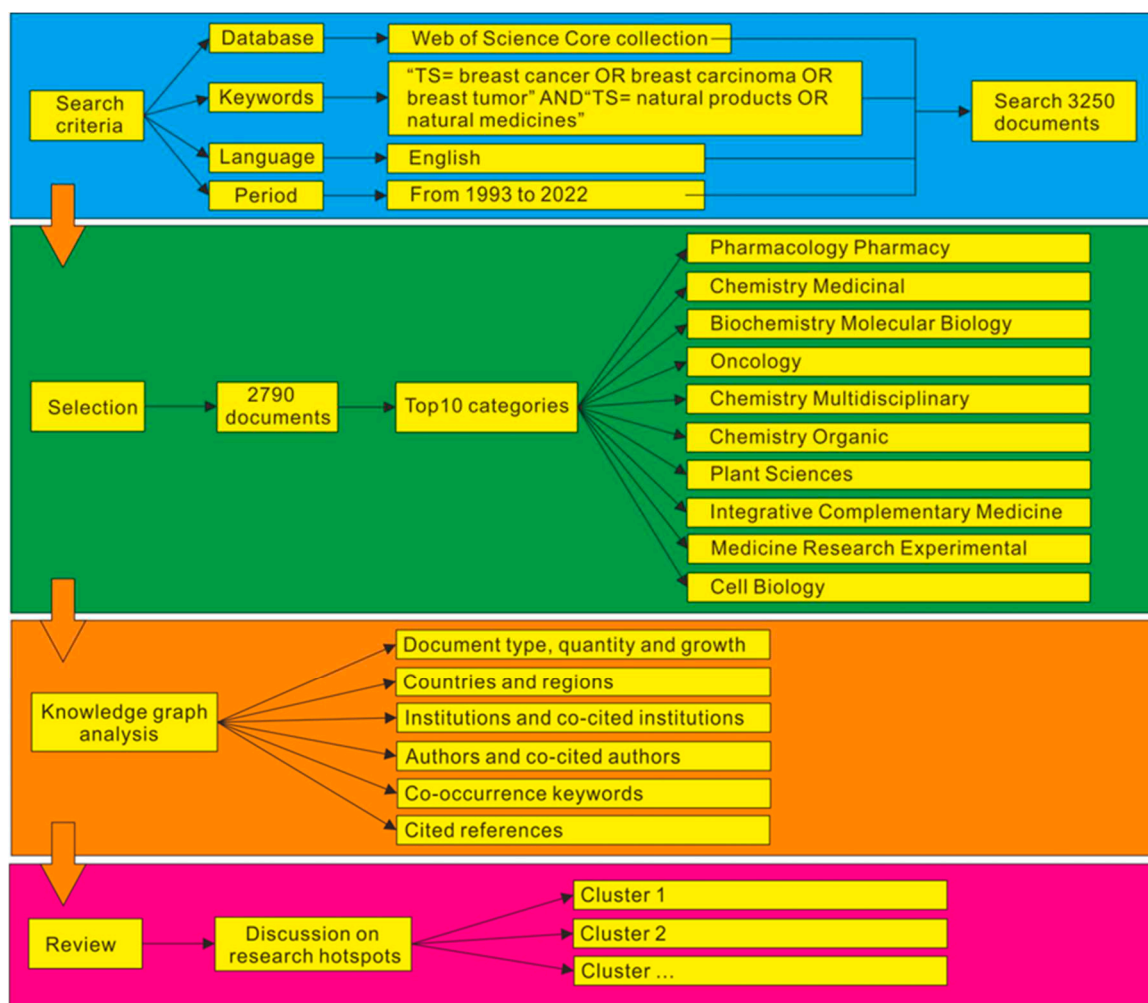 Database
Web of Science Core collection
Search
criteria
Keywords
“TS= breast cancer OR breast carcinoma OR
breast tumor” AND“TS= natural products OR
natural medicines”
Search 3250
documents
Language
English
Period
From 1993 to 2022
Selection
2790
documents
Top10 categories
Pharmacology Pharmacy
Chemistry Medicinal
Biochemistry Molecular Biology
Oncology
Chemistry Multidisciplinary
Chemistry Organic
Plant Sciences
Integrative Complementary Medicine
Medicine Research Experimental
Cell Biology
Knowledge graph
analysis
Document type, quantity and growth
Countries and regions
Institutions and co-cited institutions
Authors and co-cited authors
Co-occurrence keywords
Cited references
Review
Discussion on
research hotspots
Cluster 1
Cluster 2
Cluster ...